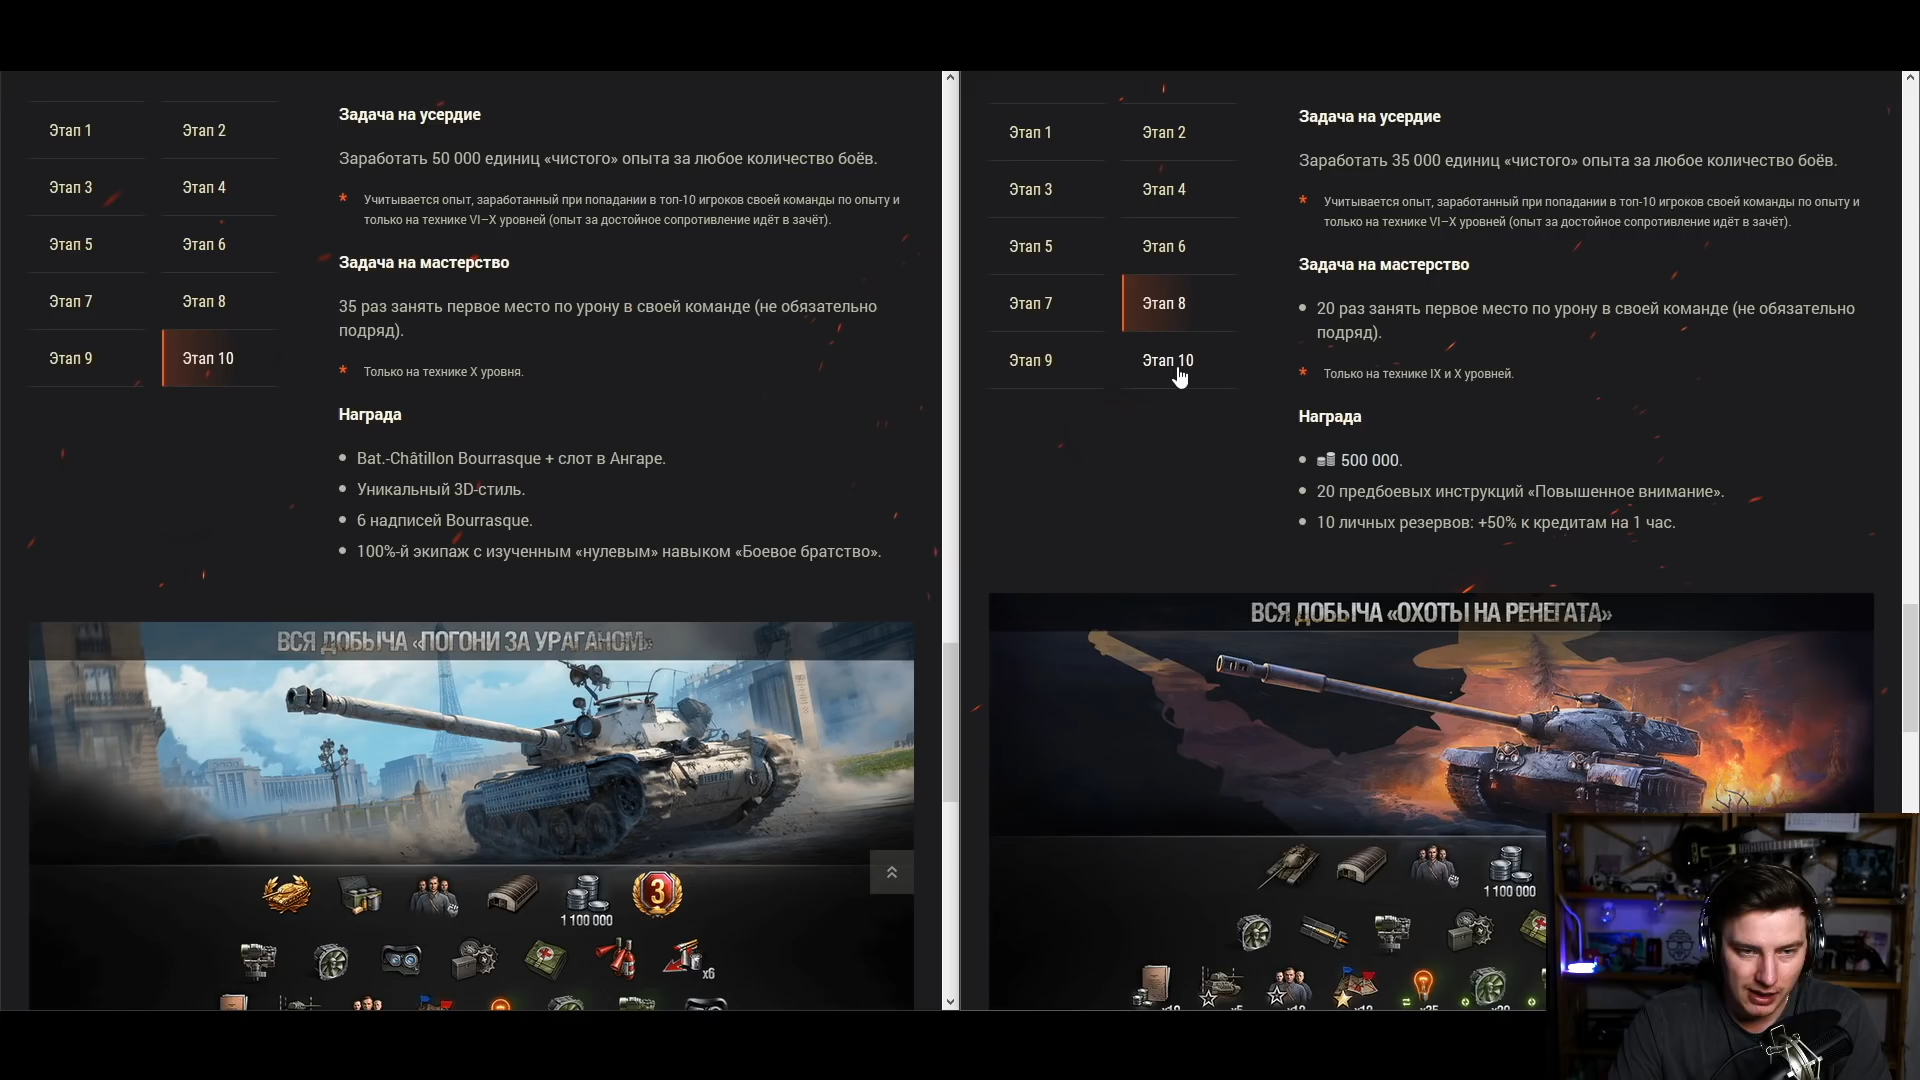 Этап 1
Этап 2
Этап 3
Этап 4
Этап 5
Этап 6
Этап 7
Этап 8
Этап 9
Этап 10
Задача на усердие
Заработать 50 000 единиц «чистого» опыта за любое количество боёв.
* Учитывается опыт, заработанный при попадании в топ-10 игроков своей команды по опыту и
только на технике VI–X уровней (опыт за достойное сопротивление идёт в зачёт).
Задача на мастерство
35 раз занять первое место по урону в своей команде (не обязательно
подряд).
* Только на технике X уровня.
Награда
• Bat.-Châtillon Bourrasque + слот в Ангаре.
• Уникальный 3D-стиль.
• 6 надписей Bourrasque.
• 100%-й экипаж с изученным «нулевым» навыком «Боевое братство».
ВСЯ ДОБЫЧА «ПОГОНИ ЗА УРАГАНОМ»
3
1 100 000
x6
Этап 1
Этап 2
Этап 3
Этап 4
Этап 5
Этап 6
Этап 7
Этап 8
Этап 9
Этап 10
Задача на усердие
Заработать 35 000 единиц «чистого» опыта за любое количество боёв.
* Учитывается опыт, заработанный при попадании в топ-10 игроков своей команды по опыту и
только на технике VI–X уровней (опыт за достойное сопротивление идёт в зачёт).
Задача на мастерство
• 20 раз занять первое место по урону в своей команде (не обязательно
подряд).
* Только на технике IX и X уровней.
Награда
• 500 000.
• 20 предбоевых инструкций «Повышенное внимание».
• 10 личных резервов: +50% к кредитам на 1 час.
ВСЯ ДОБЫЧА «ОХОТЫ НА РЕНЕГАТА»
1 100 000